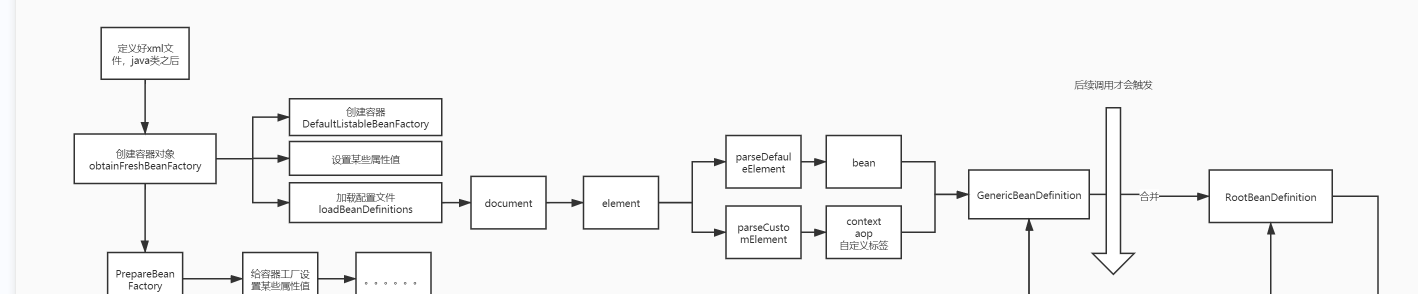 定义好xml文
件，java类之后
后续调用才会触发
创建容器
DefaultListableBeanFactory
创建容器对象
obtainFreshBeanFactory
设置某些属性值
加载配置文件
loadBeanDefinitions
document
element
parseDefaul
eElement
bean
parseCusto
mElement
context
aop
自定义标签
GenericBeanDefinition
合并
RootBeanDefinition
PrepareBean
Factory
给容器工厂设
置某些属性值
。。。。。。